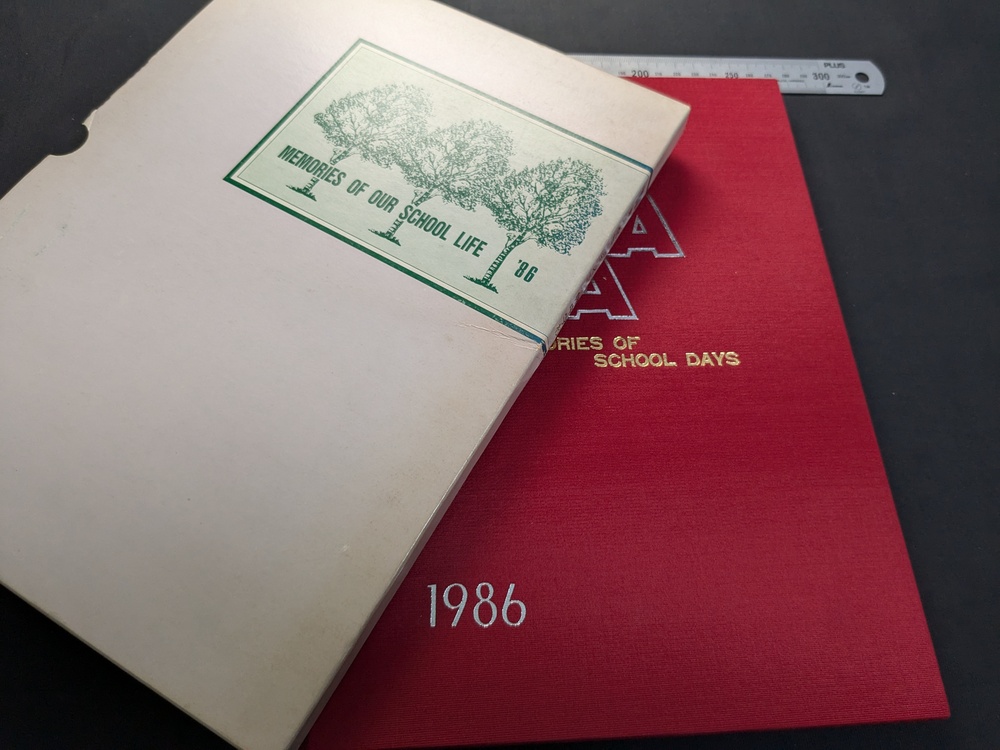 MEMORIES OF OUR SCHOOL LIFE '86
PLUS
200
250
300
A
A
RIES OF
SCHOOL DAYS
1986